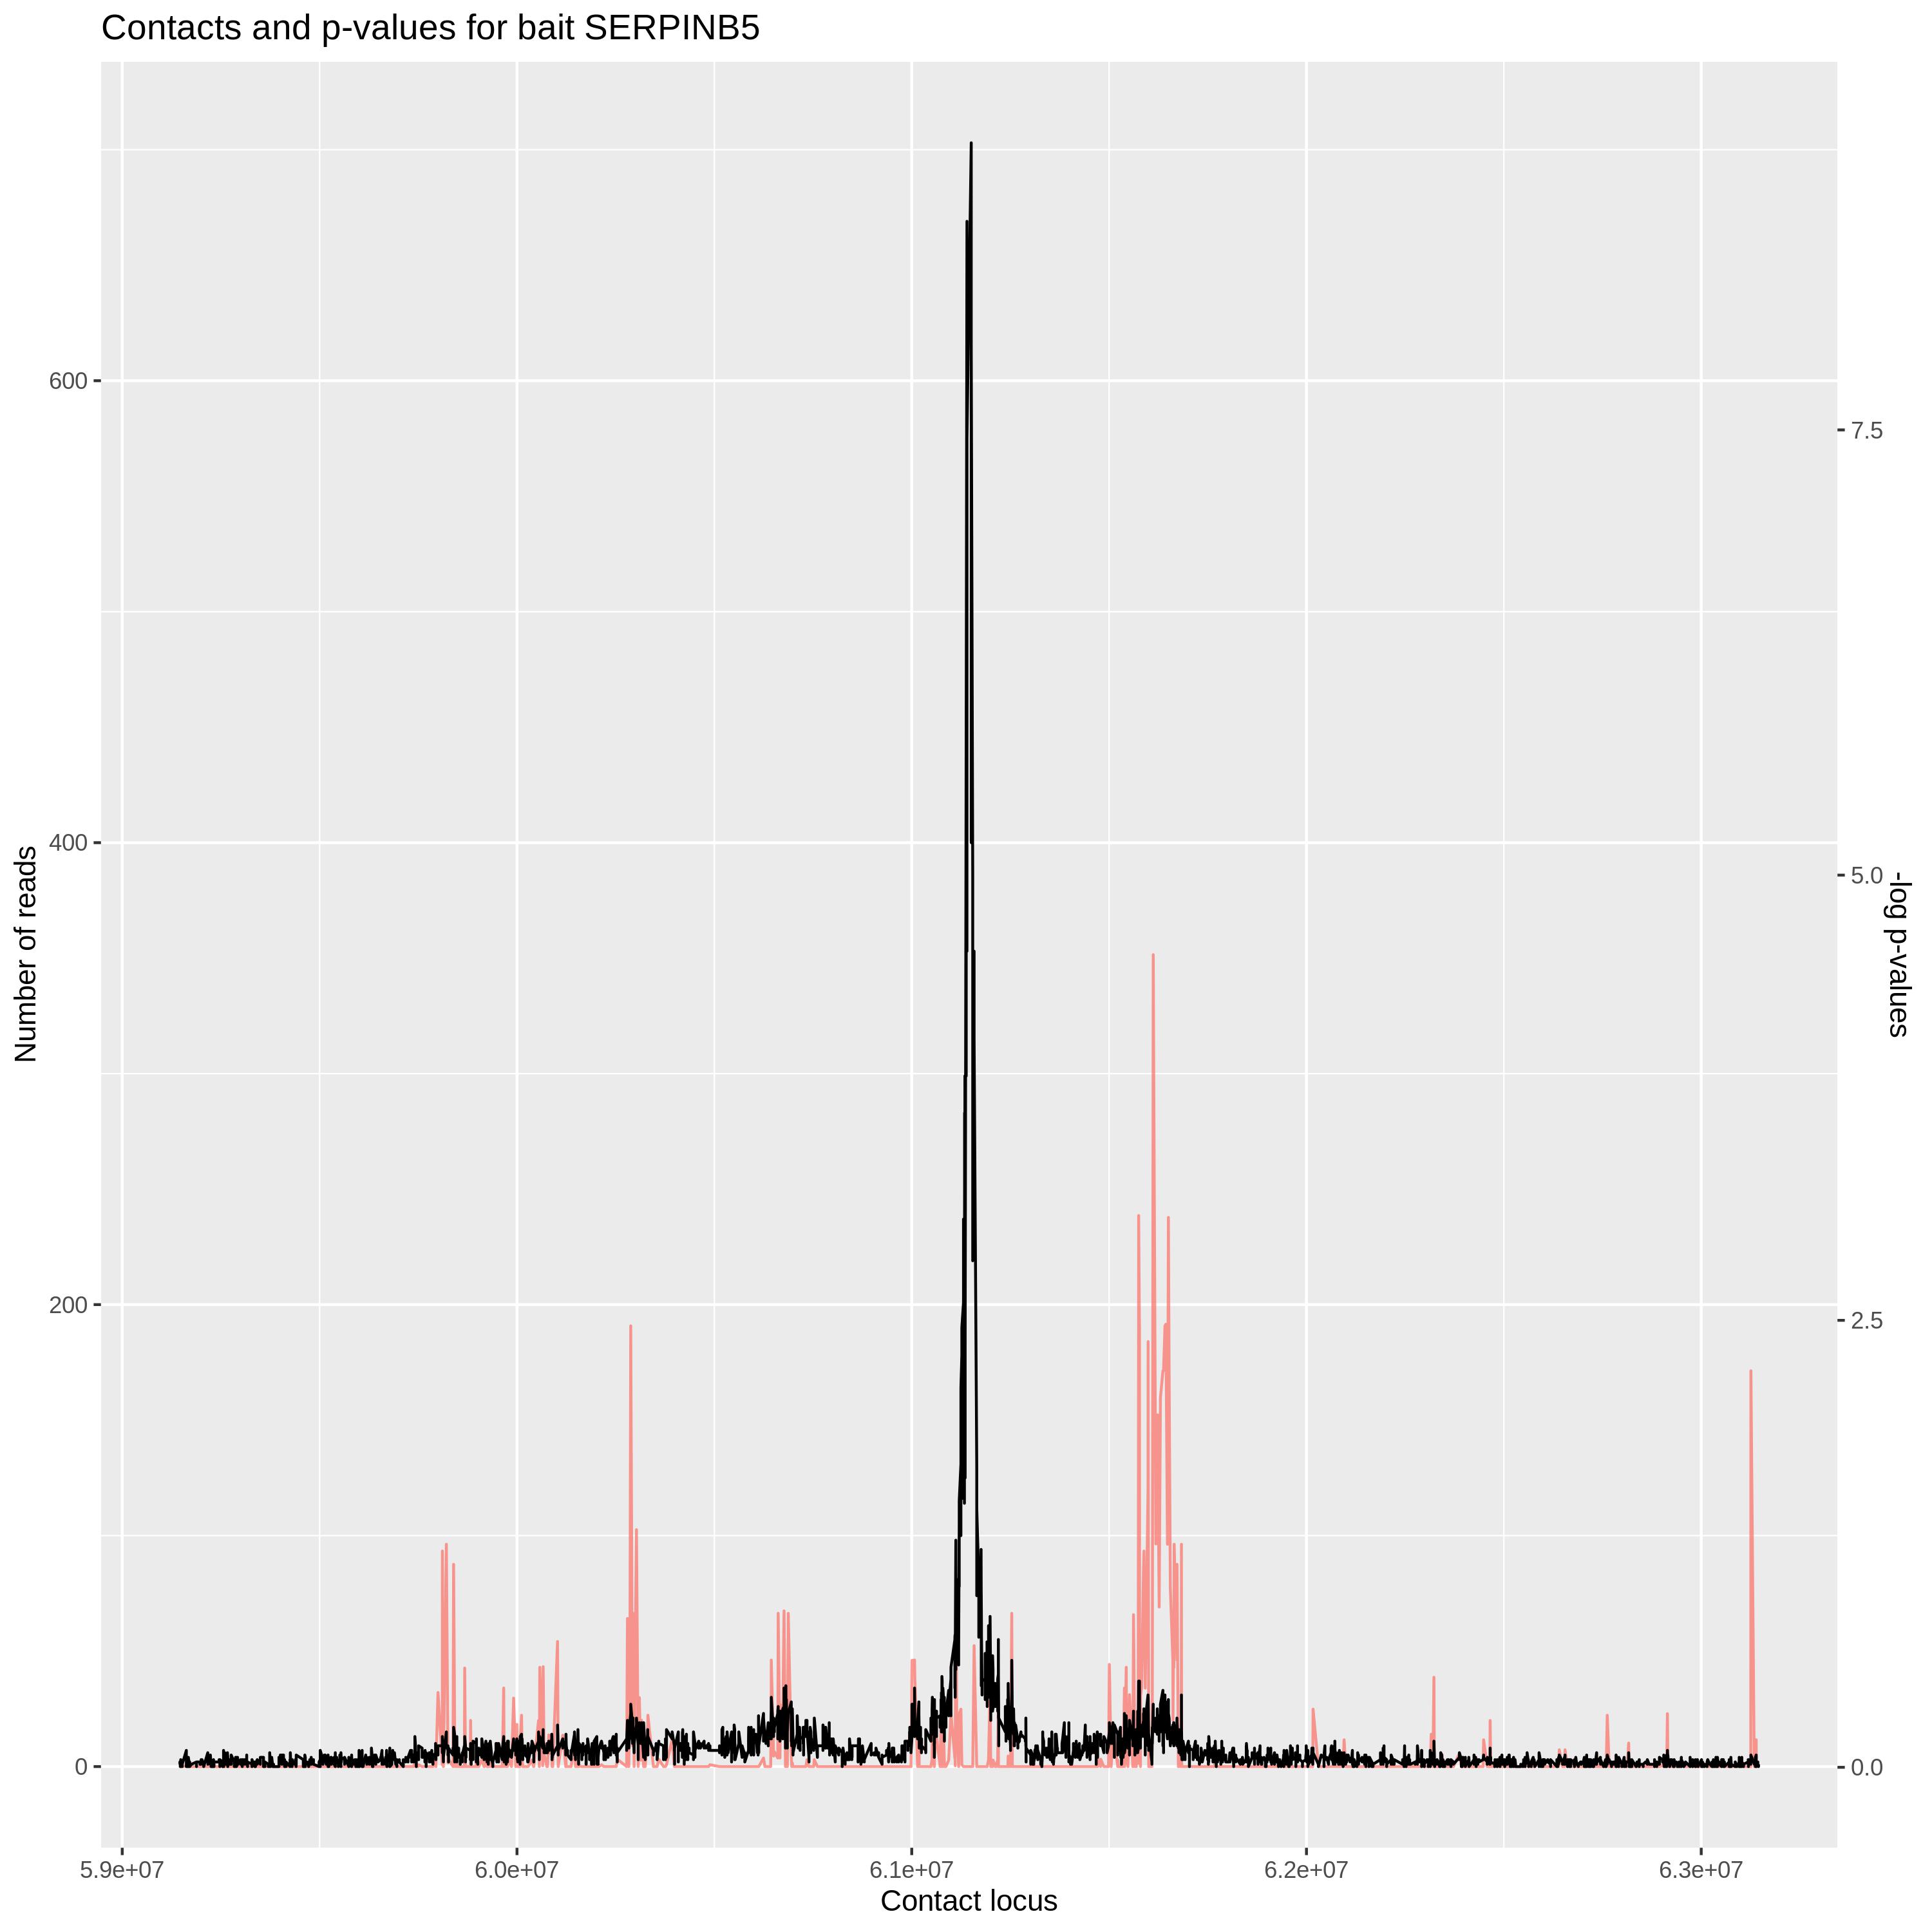 Contacts and p-values for bait SERPINB5
Number of reads
600
400
200
0
7.5
5.0
2.5
0.0
-log p-values
5.9e+07 6.0e+07 6.1e+07 6.2e+07 6.3e+07
Contact locus